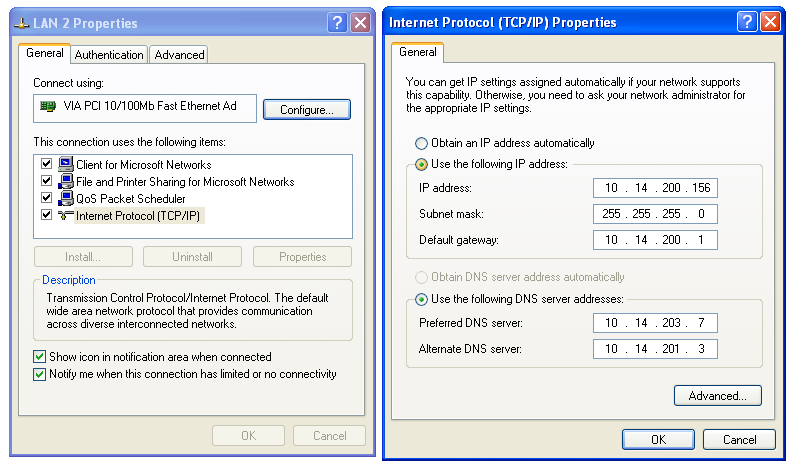 LAN 2 Properties
General
Authentication
Advanced
Connect using:
VIA PCI 10/100Mb Fast Ethernet Ad
Configure...
This connection uses the following items:
Client for Microsoft Networks
File and Printer Sharing for Microsoft Networks
QoS Packet Scheduler
Internet Protocol (TCP/IP)
Install...
Uninstall
Properties
Description
Transmission Control Protocol/Internet Protocol. The default
wide area network protocol that provides communication
across diverse interconnected networks.
Show icon in notification area when connected
Notify me when this connection has limited or no connectivity
OK
Cancel
Internet Protocol (TCP/IP) Properties
General
You can get IP settings assigned automatically if your network supports
this capability. Otherwise, you need to ask your network administrator for
the appropriate IP settings.
Obtain an IP address automatically
Use the following IP address:
IP address:
10 . 14 . 200 . 156
Subnet mask:
255 . 255 . 255 . 0
Default gateway:
10 . 14 . 200 . 1
Obtain DNS server address automatically
Use the following DNS server addresses:
Preferred DNS server:
10 . 14 . 203 . 7
Alternate DNS server:
10 . 14 . 201 . 3
Advanced...
OK
Cancel